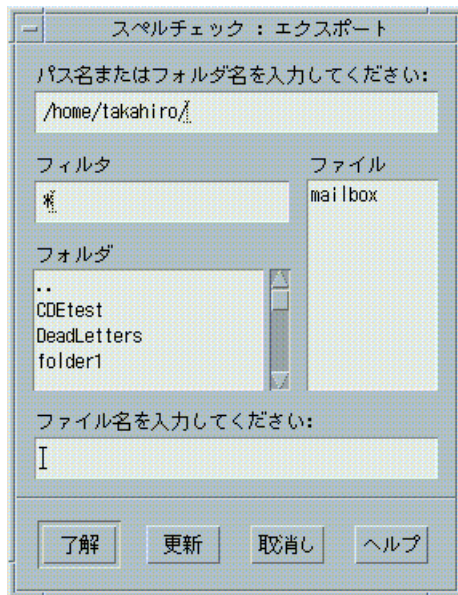 スペルチェック : エクスポート
パス名またはフォルダ名を入力してください:
/home/takahiro/
フィルタ
*
ファイル
mailbox
フォルダ
..
CDEtest
DeadLetters
folder1
ファイル名を入力してください:
了解
更新
取消し
ヘルプ